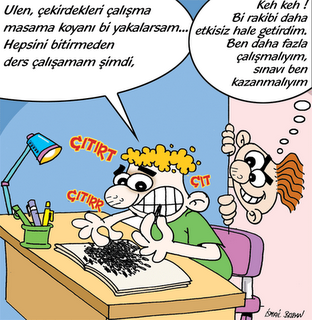 Ulen, çekirdekleri çalışma
masama koyanı bi yakalarsam...
Hepsini bitirmeden
ders çalışamam şimdi,
Keh keh !
Bi rakibi daha
etkisiz hale getirdim.
Ben daha fazla
çalışmalıyım,
sınavı ben
kazanmalıyım
ÇITIRT
ÇIT
ÇITIRR